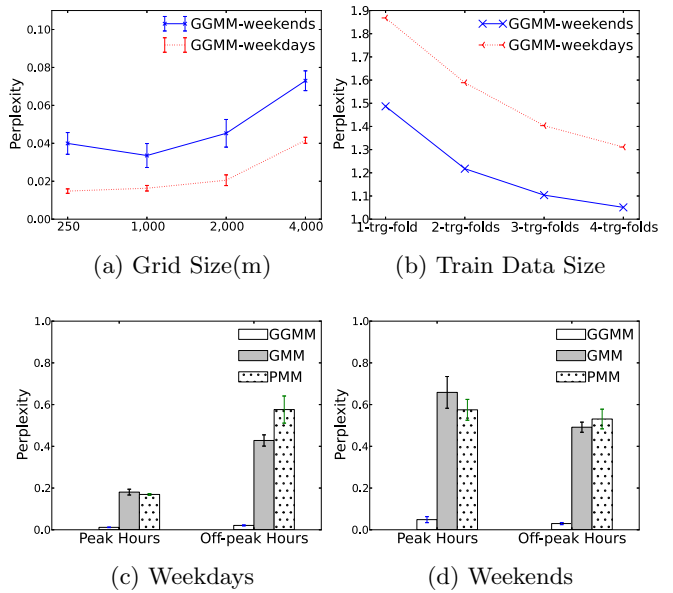 0.10
0.08
0.06
0.04
0.02
0.00
Perplexity
GGMM-weekends
GGMM-weekdays
250
1,000
2,000
4,000
(a) Grid Size(m)
1.9
1.8
1.7
1.6
1.5
1.4
1.3
1.2
1.1
1.0
Perplexity
GGMM-weekends
GGMM-weekdays
1-trg-fold
2-trg-folds
3-trg-folds
4-trg-folds
(b) Train Data Size
1.0
0.8
0.6
0.4
0.2
0.0
Perplexity
GGMM
GMM
PMM
Peak Hours
Off-peak Hours
(c) Weekdays
1.0
0.8
0.6
0.4
0.2
0.0
Perplexity
GGMM
GMM
PMM
Peak Hours
Off-peak Hours
(d) Weekends